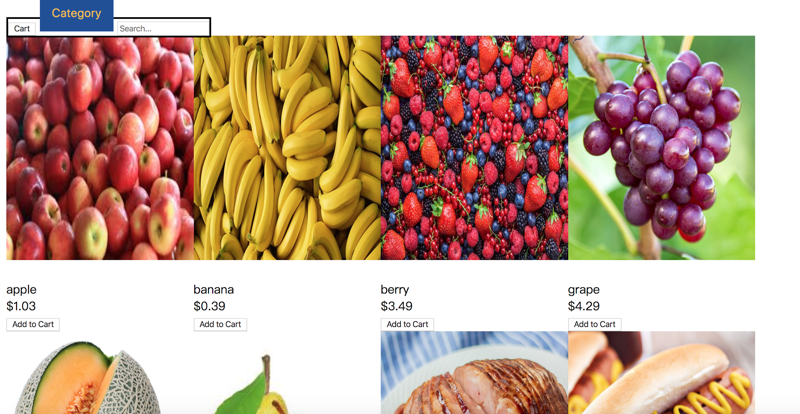 Category
Cart
Search...
apple
banana
berry
grape
$1.03
$0.39
$3.49
$4.29
Add to Cart
Add to Cart
Add to Cart
Add to Cart